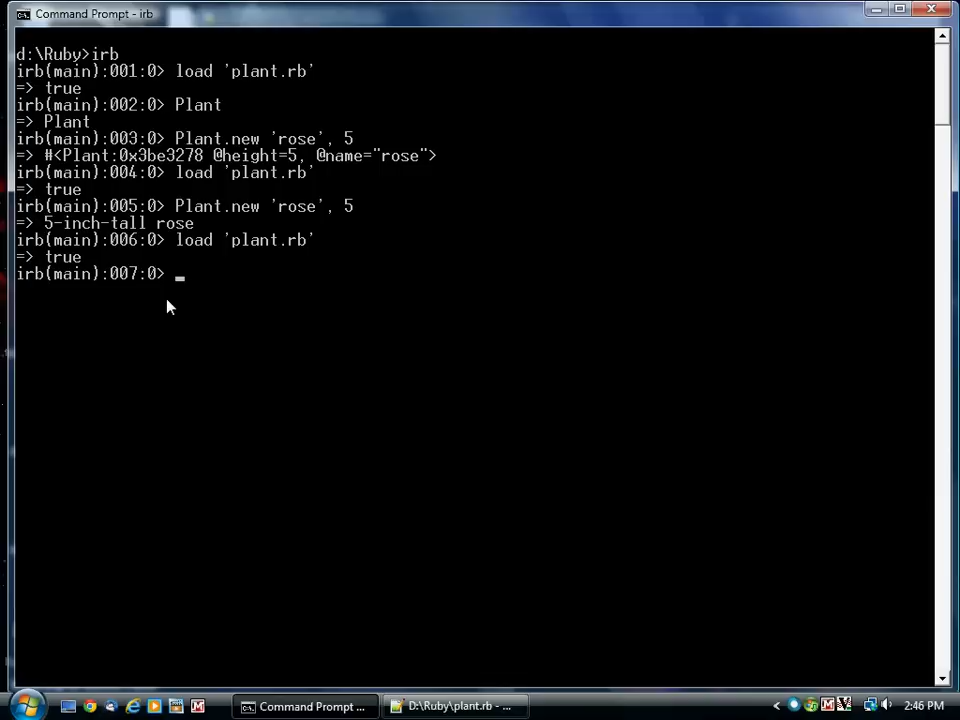 Command Prompt - irb
d:\Ruby>irb
irb(main):001:0> load 'plant.rb'
=> true
irb(main):002:0> Plant
=> Plant
irb(main):003:0> Plant.new 'rose', 5
=> #<Plant:0x3be3278 @height=5, @name="rose">
irb(main):004:0> load 'plant.rb'
=> true
irb(main):005:0> Plant.new 'rose', 5
=> 5-inch-tall rose
irb(main):006:0> load 'plant.rb'
=> true
irb(main):007:0> _
Command Prompt ... D:\Ruby\plant.rb - ... 2:46 PM